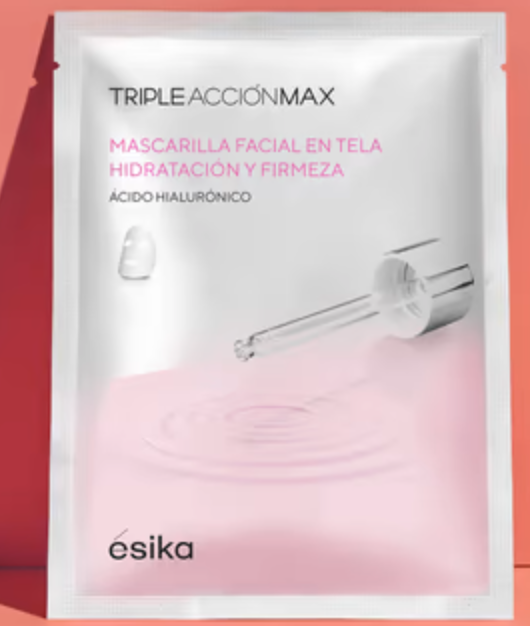 TRIPLEACCIÓNMAX
MASCARILLA FACIAL EN TELA
HIDRATACIÓN Y FIRMEZA
ÁCIDO HIALURÓNICO
ésika